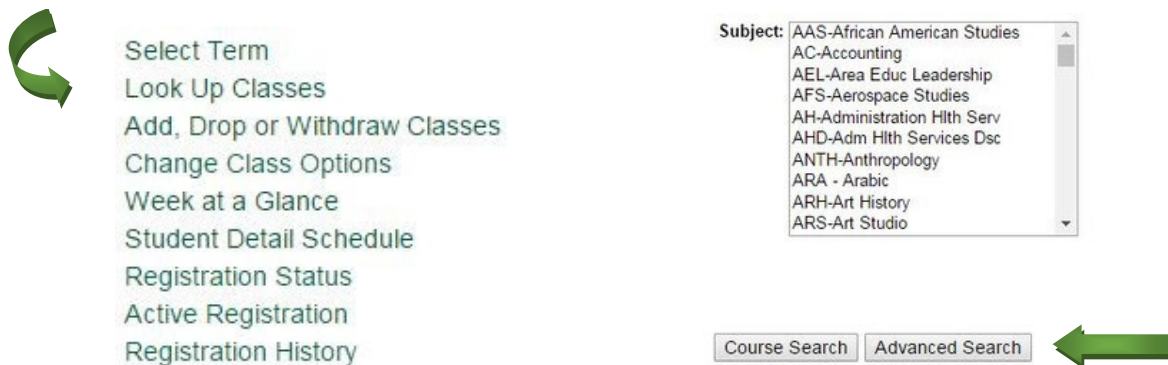 Select Term
Look Up Classes
Add, Drop or Withdraw Classes
Change Class Options
Week at a Glance
Student Detail Schedule
Registration Status
Active Registration
Registration History
Subject: AAS-African American Studies
AC-Accounting
AEL-Area Educ Leadership
AFS-Aerospace Studies
AH-Administration Hlth Serv
AHD-Adm Hlth Services Dsc
ANTH-Anthropology
ARA - Arabic
ARH-Art History
ARS-Art Studio
Course Search Advanced Search